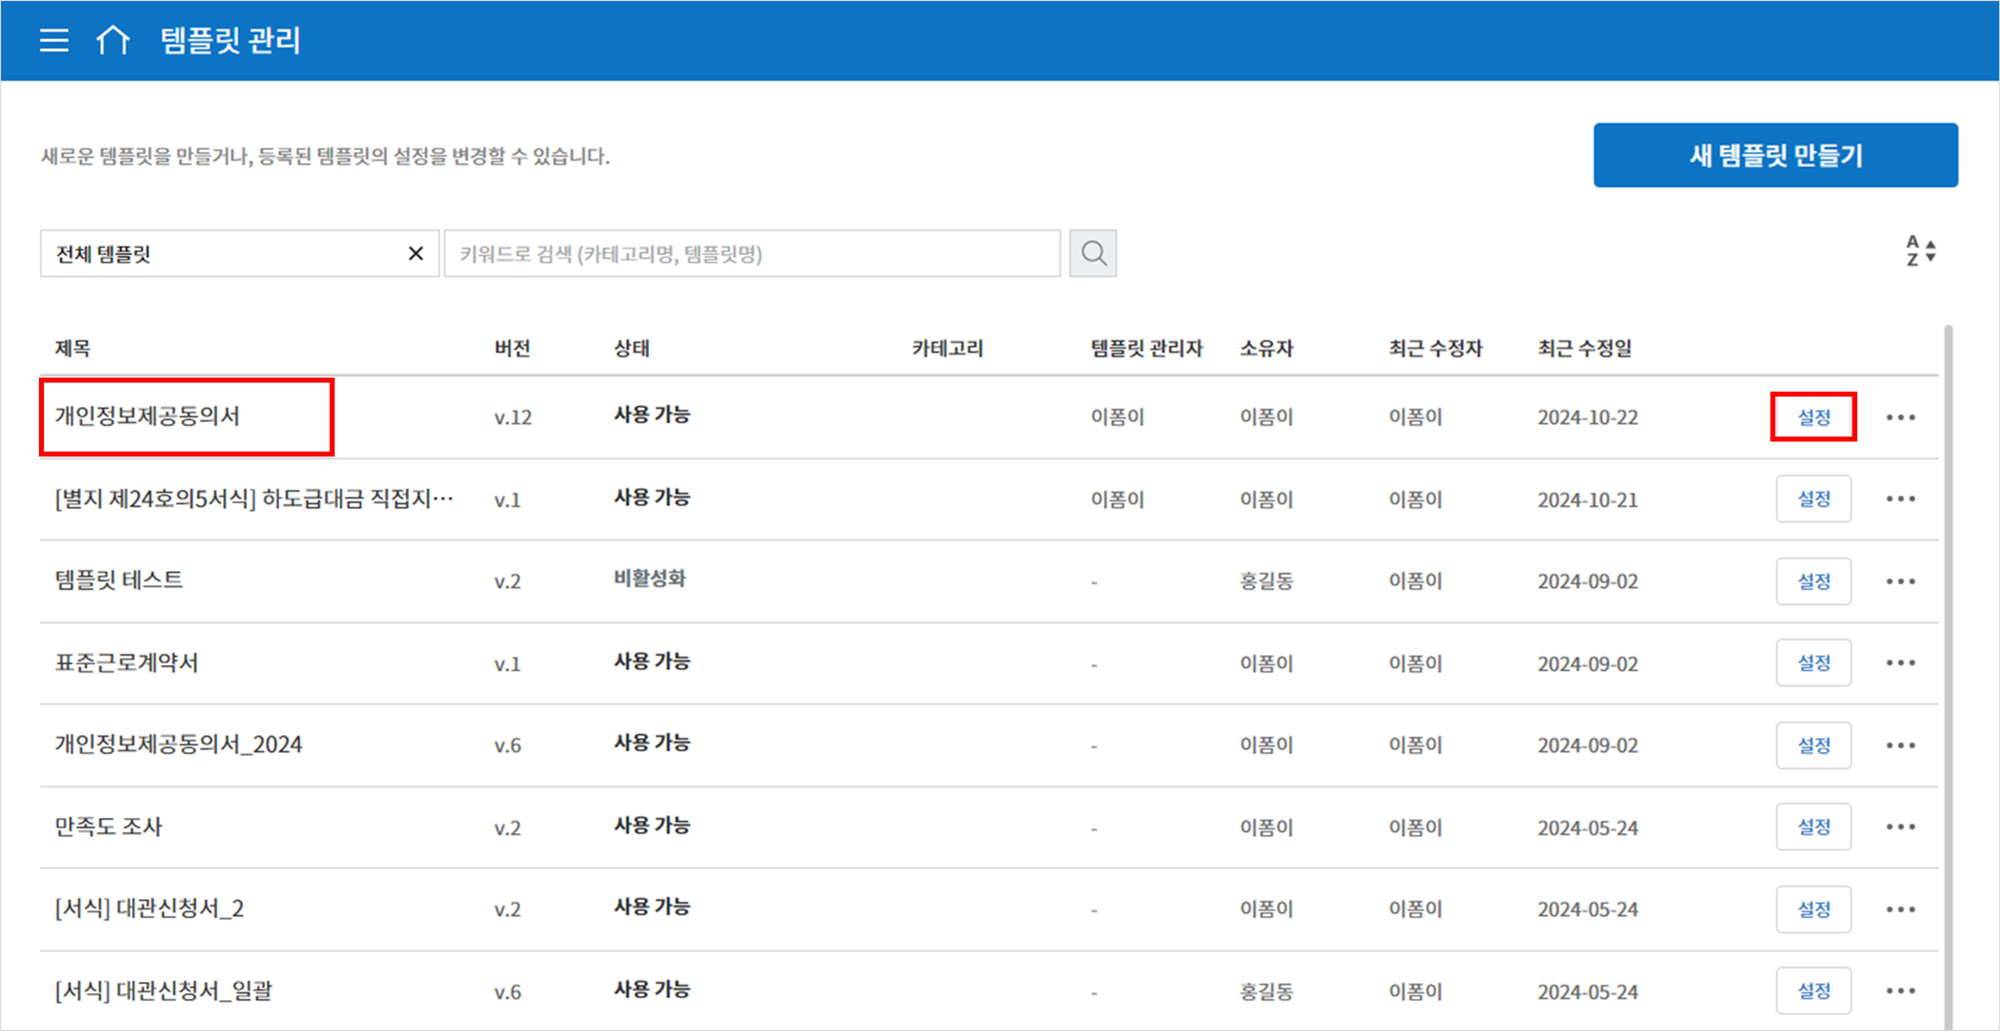 템플릿 관리
새로운 템플릿을 만들거나, 등록된 템플릿의 설정을 변경할 수 있습니다.
새 템플릿 만들기
전체 템플릿 ×
키워드로 검색 (카테고리명, 템플릿명)
A
Z
제목 버전 상태 카테고리 템플릿 관리자 소유자 최근 수정자 최근 수정일
개인정보제공동의서 v.12 사용 가능 이폼이 이폼이 이폼이 2024-10-22 설정 •••
[별지 제24호의5서식] 하도급대금 직접지··· v.1 사용 가능 이폼이 이폼이 이폼이 2024-10-21 설정 •••
템플릿 테스트 v.2 비활성화 - 홍길동 이폼이 2024-09-02 설정 •••
표준근로계약서 v.1 사용 가능 - 이폼이 이폼이 2024-09-02 설정 •••
개인정보제공동의서_2024 v.6 사용 가능 - 이폼이 이폼이 2024-09-02 설정 •••
만족도 조사 v.2 사용 가능 - 이폼이 이폼이 2024-05-24 설정 •••
[서식] 대관신청서_2 v.2 사용 가능 - 이폼이 이폼이 2024-05-24 설정 •••
[서식] 대관신청서_일괄 v.6 사용 가능 - 홍길동 이폼이 2024-05-24 설정 •••